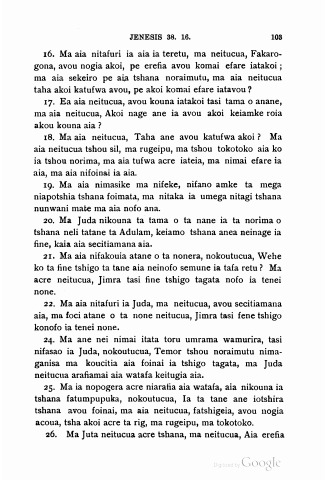 JENESIS 38. 16. 103
16. Ma aia nitafuri ia aia ia teretu, ma neitucua, Fakaro-
gona, avou nogia akoi, pe erefia avou komai efare iatakoi ;
ma aia sekeiro pe aia tshana noraimutu, ma aia neitucua
taha akoi katufwa avou, pe akoi komai efare iatavou ?
17. Ea aia neitucua, avou kouna iatakoi tasi tama o anane,
ma aia neitucua, Akoi nage ane ia avou akoi keiamke roia
akou kouna aia ?
18. Ma aia neitucua, Taha ane avou katufwa akoi ? Ma
aia neitucua tshou sil, ma rugeipu, ma tshou tokotoko aia ko
ia tshou norima, ma aia tufwa acre iateia, ma nimai efare ia
aia, ma aia nifoinai ia aia.
19. Ma aia nimasike ma nifeke, nifano amke ta mega
niapotshia tshana foimata, ma nitaka ia umega nitagi tshana
nunwani mate ma aia nofo ana.
20. Ma Juda nikouna ta tama o ta nane ia ta norima o
tshana neli tatane ta Adulam, keiamo tshana anea neinage ia
fine, kaia aia secitiamana aia.
21. Ma aia nifakouia atane o ta nonera, nokoutucua, Wehe
ko ta fine tshigo ta tane aia neinofo semune ia tafa retu ? Ma
acre neitucua, Jimra tasi fine tshigo tagata nofo ia tenei
none.
22. Ma aia nitafuri ia Juda, ma neitucua, avou secitiamana
aia, ma foci atane o ta none neitucua, Jimra tasi fene tshigo
konofo ia tenei none.
24. Ma ane nei nimai itata toru umrama wamurira, tasi
nifasao ia Juda, nokoutucua, Temor tshou noraimutu nima-
ganisa ma koucitia aia foinai ia tshigo tagata, ma Juda
neitucua arafiamai aia watafa keitugia aia.
25. Ma ia nopogera acre niarafia aia watafa, aia nikouna ia
tshana fatumpupuka, nokoutucua, Ia ta tane ane iotshira
tshana avou foinai, ma aia neitucua, fatshigeia, avou nogia
acoua, tsha akoi acre ta rig, ma rugeipu, ma tokotoko.
26. Ma Juta neitucua acre tshana, ma neitucua, Aia erefia
Digitized by Google